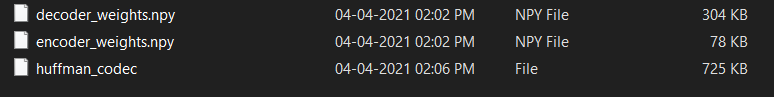 decoder_weights.npy 04-04-2021 02:02 PM NPY File 304 KB
encoder_weights.npy 04-04-2021 02:02 PM NPY File 78 KB
huffman_codec 04-04-2021 02:06 PM File 725 KB